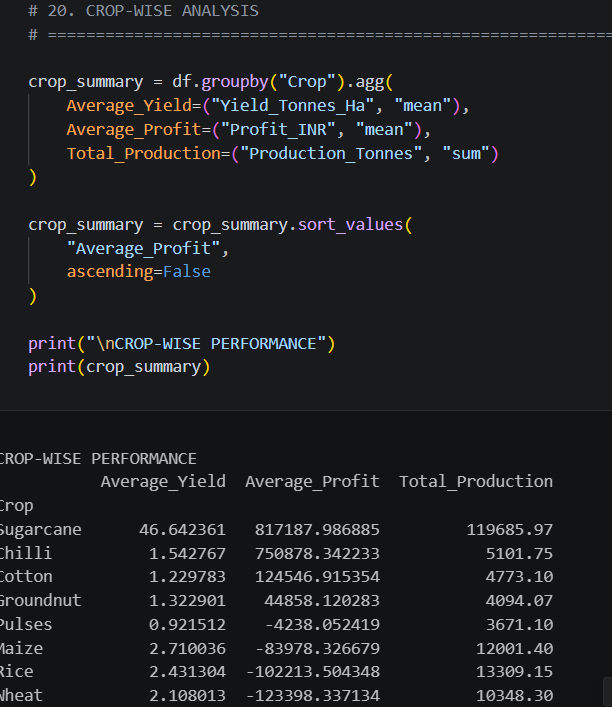 # 20. CROP-WISE ANALYSIS
# ===========================================================
crop_summary = df.groupby("Crop").agg(
    Average_Yield=("Yield_Tonnes_Ha", "mean"),
    Average_Profit=("Profit_INR", "mean"),
    Total_Production=("Production_Tonnes", "sum")
)
crop_summary = crop_summary.sort_values(
    "Average_Profit",
    ascending=False
)
print("\nCROP-WISE PERFORMANCE")
print(crop_summary)
CROP-WISE PERFORMANCE
Average_Yield Average_Profit Total_Production
Crop
Sugarcane 46.642361 817187.986885 119685.97
Chilli 1.542767 750878.342233 5101.75
Cotton 1.229783 124546.915354 4773.10
Groundnut 1.322901 44858.120283 4094.07
Pulses 0.921512 -4238.052419 3671.10
Maize 2.710036 -83978.326679 12001.40
Rice 2.431304 -102213.504348 13309.15
Wheat 2.108013 -123398.337134 10348.30